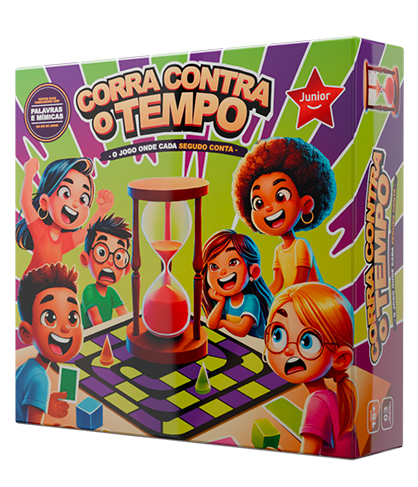 PALAVRAS
E MÍMICAS
CORRA CONTRA
O TEMPO
- O JOGO ONDE CADA SEGUDO CONTA -
Junior
CORRA CONTRA
O TEMPO